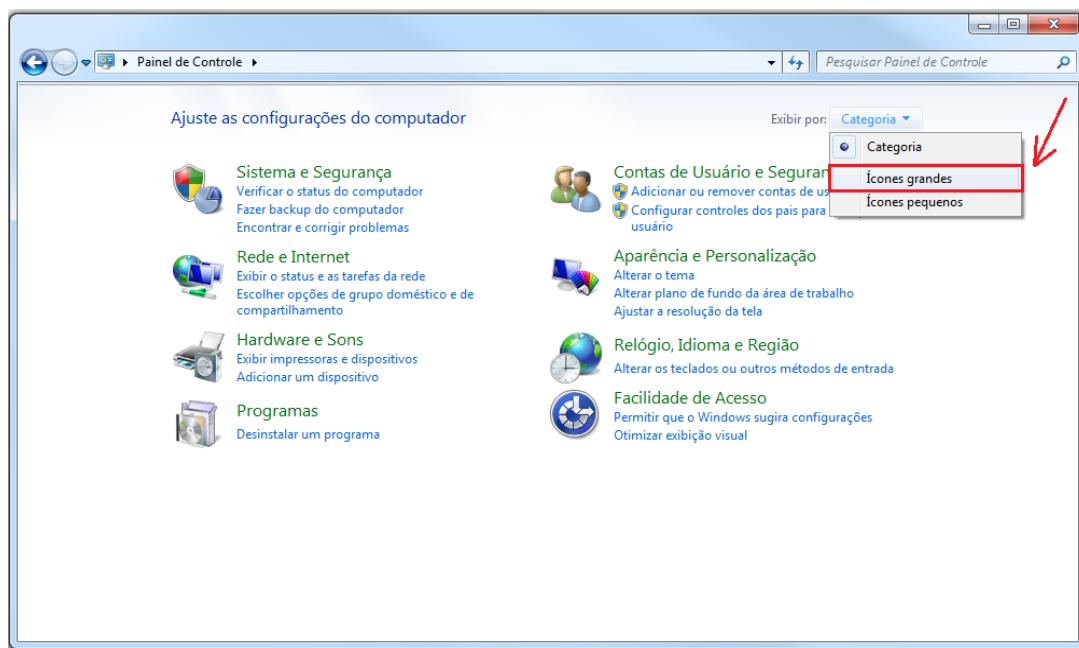 Painel de Controle
Pesquisar Painel de Controle
Ajuste as configurações do computador
Exibir por: Categoria
Categoria
Ícones grandes
Ícones pequenos
Sistema e Segurança
Verificar o status do computador
Fazer backup do computador
Encontrar e corrigir problemas
Rede e Internet
Exibir o status e as tarefas da rede
Escolher opções de grupo doméstico e de
compartilhamento
Hardware e Sons
Exibir impressoras e dispositivos
Adicionar um dispositivo
Programas
Desinstalar um programa
Contas de Usuário e Seguran
Adicionar ou remover contas de us
Configurar controles dos pais para
usuário
Aparência e Personalização
Alterar o tema
Alterar plano de fundo da área de trabalho
Ajustar a resolução da tela
Relógio, Idioma e Região
Alterar os teclados ou outros métodos de entrada
Facilidade de Acesso
Permitir que o Windows sugira configurações
Otimizar exibição visual